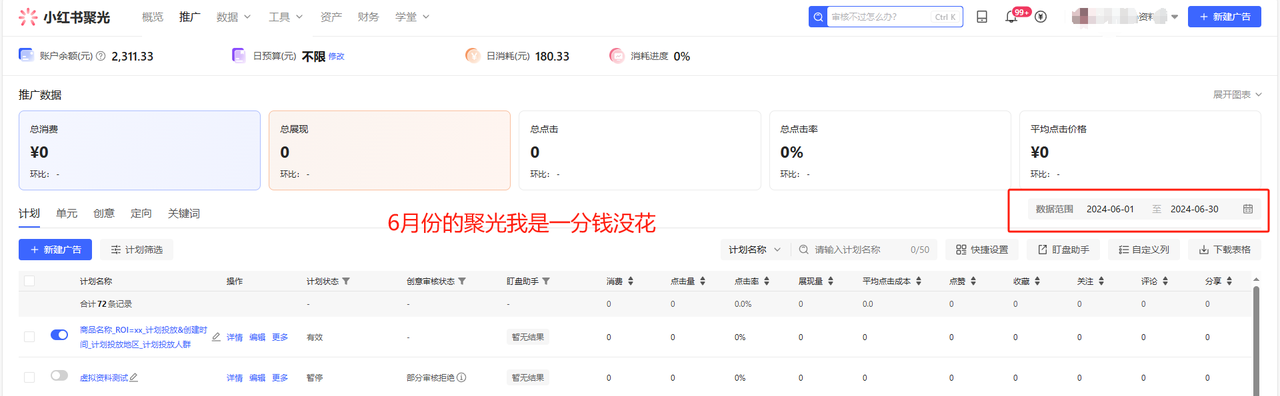 小红书聚光 概览 推广 数据 工具 资产 财务 学堂 审核不过怎么办? Ctrl K 99+ 资料 + 新建广告
账户余额(元) 2,311.33 日预算(元) 不限 修改 日消耗(元) 180.33 消耗进度 0%
推广数据 展开图表
总消费 总展现 总点击 总点击率 平均点击价格
¥0 0 0 0% ¥0
环比: - 环比: - 环比: - 环比: - 环比: -
计划 单元 创意 定向 关键词 6月份的聚光我是一分钱没花 数据范围 2024-06-01 至 2024-06-30
+ 新建广告 计划筛选 计划名称 请输入计划名称 0/50 快捷设置 盯盘助手 自定义列 下载表格
计划名称 操作 计划状态 创意审核状态 盯盘助手 消费 点击量 点击率 展现量 平均点击成本 点赞 收藏 关注 评论 分享
合计 72 条记录 - - - 0 0 0.0% 0 0.0 0 0 0 0 0
商品名称_ROI=xx_计划投放&创建时
间_计划投放地区_计划投放人群 详情 编辑 更多 有效 - 暂无结果 0 0 0% 0 0 0 0 0 0 0
虚拟资料测试 详情 编辑 更多 暂停 部分审核拒绝 暂无结果 0 0 0% 0 0 0 0 0 0 0